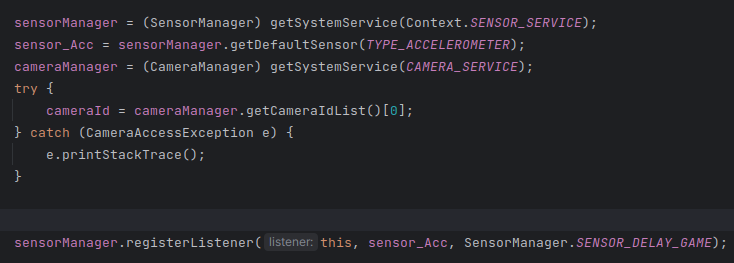 sensorManager = (SensorManager) getSystemService(Context.SENSOR_SERVICE);
sensor_Acc = sensorManager.getDefaultSensor(TYPE_ACCELEROMETER);
cameraManager = (CameraManager) getSystemService(CAMERA_SERVICE);
try {
    cameraId = cameraManager.getCameraIdList()[0];
} catch (CameraAccessException e) {
    e.printStackTrace();
}
sensorManager.registerListener( listener: this, sensor_Acc, SensorManager.SENSOR_DELAY_GAME);